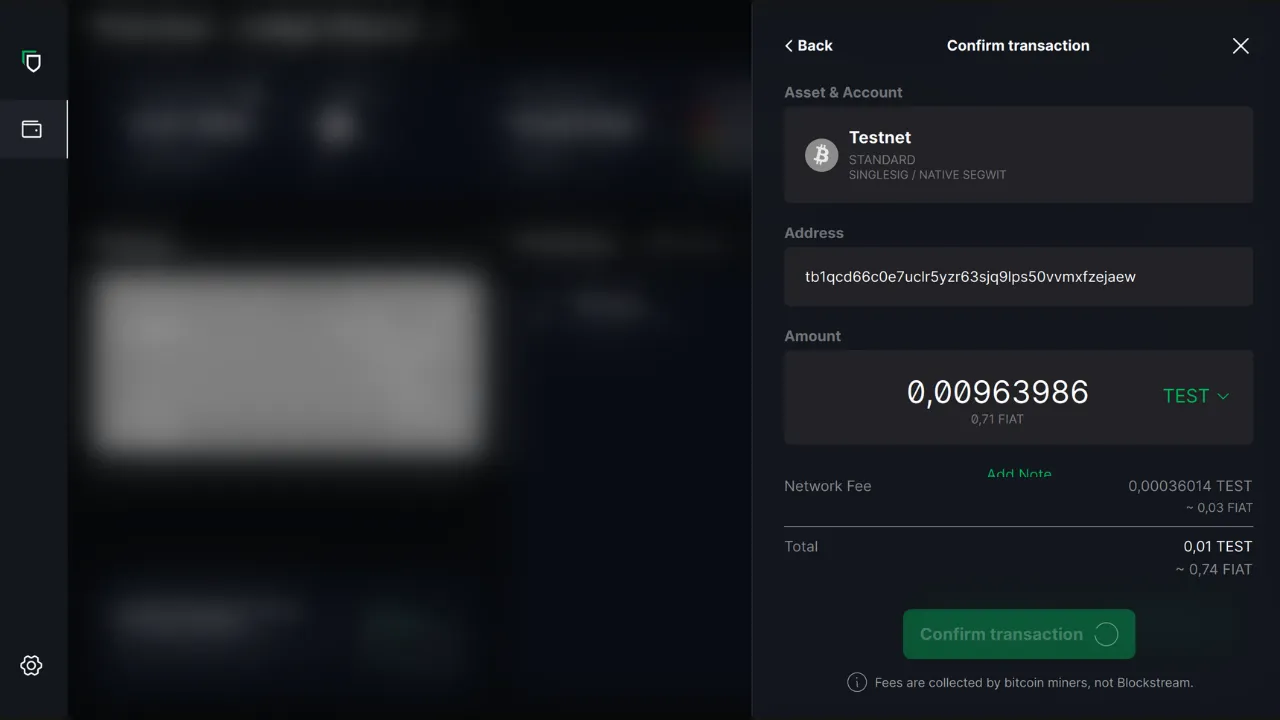 Back
Confirm transaction
Asset & Account
Testnet
STANDARD
SINGLESIG / NATIVE SEGWIT
Address
tb1qcd66c0e7uclr5yzr63sjq9lps50vvmxfzejaew
Amount
0,00963986
TEST
0,71 FIAT
Add Note
Network Fee
0,00036014 TEST
~ 0,03 FIAT
Total
0,01 TEST
~ 0,74 FIAT
Confirm transaction
Fees are collected by bitcoin miners, not Blockstream.